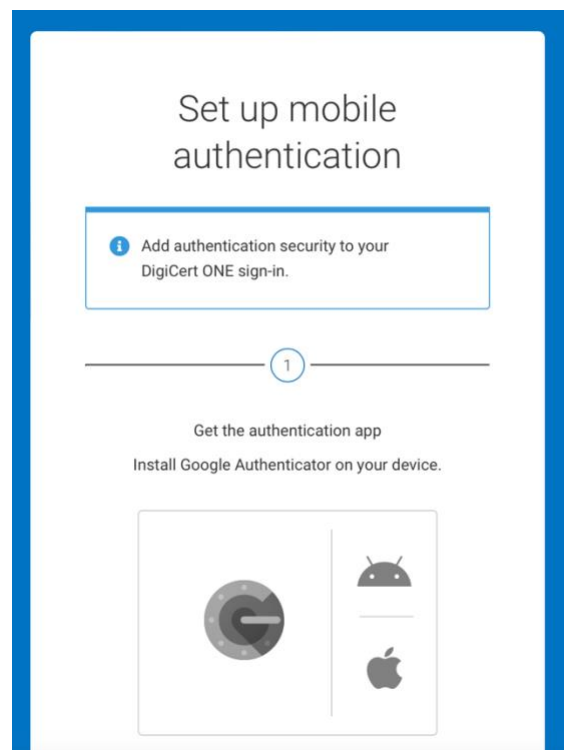 Set up mobile
authentication
Add authentication security to your
DigiCert ONE sign-in.
1
Get the authentication app
Install Google Authenticator on your device.